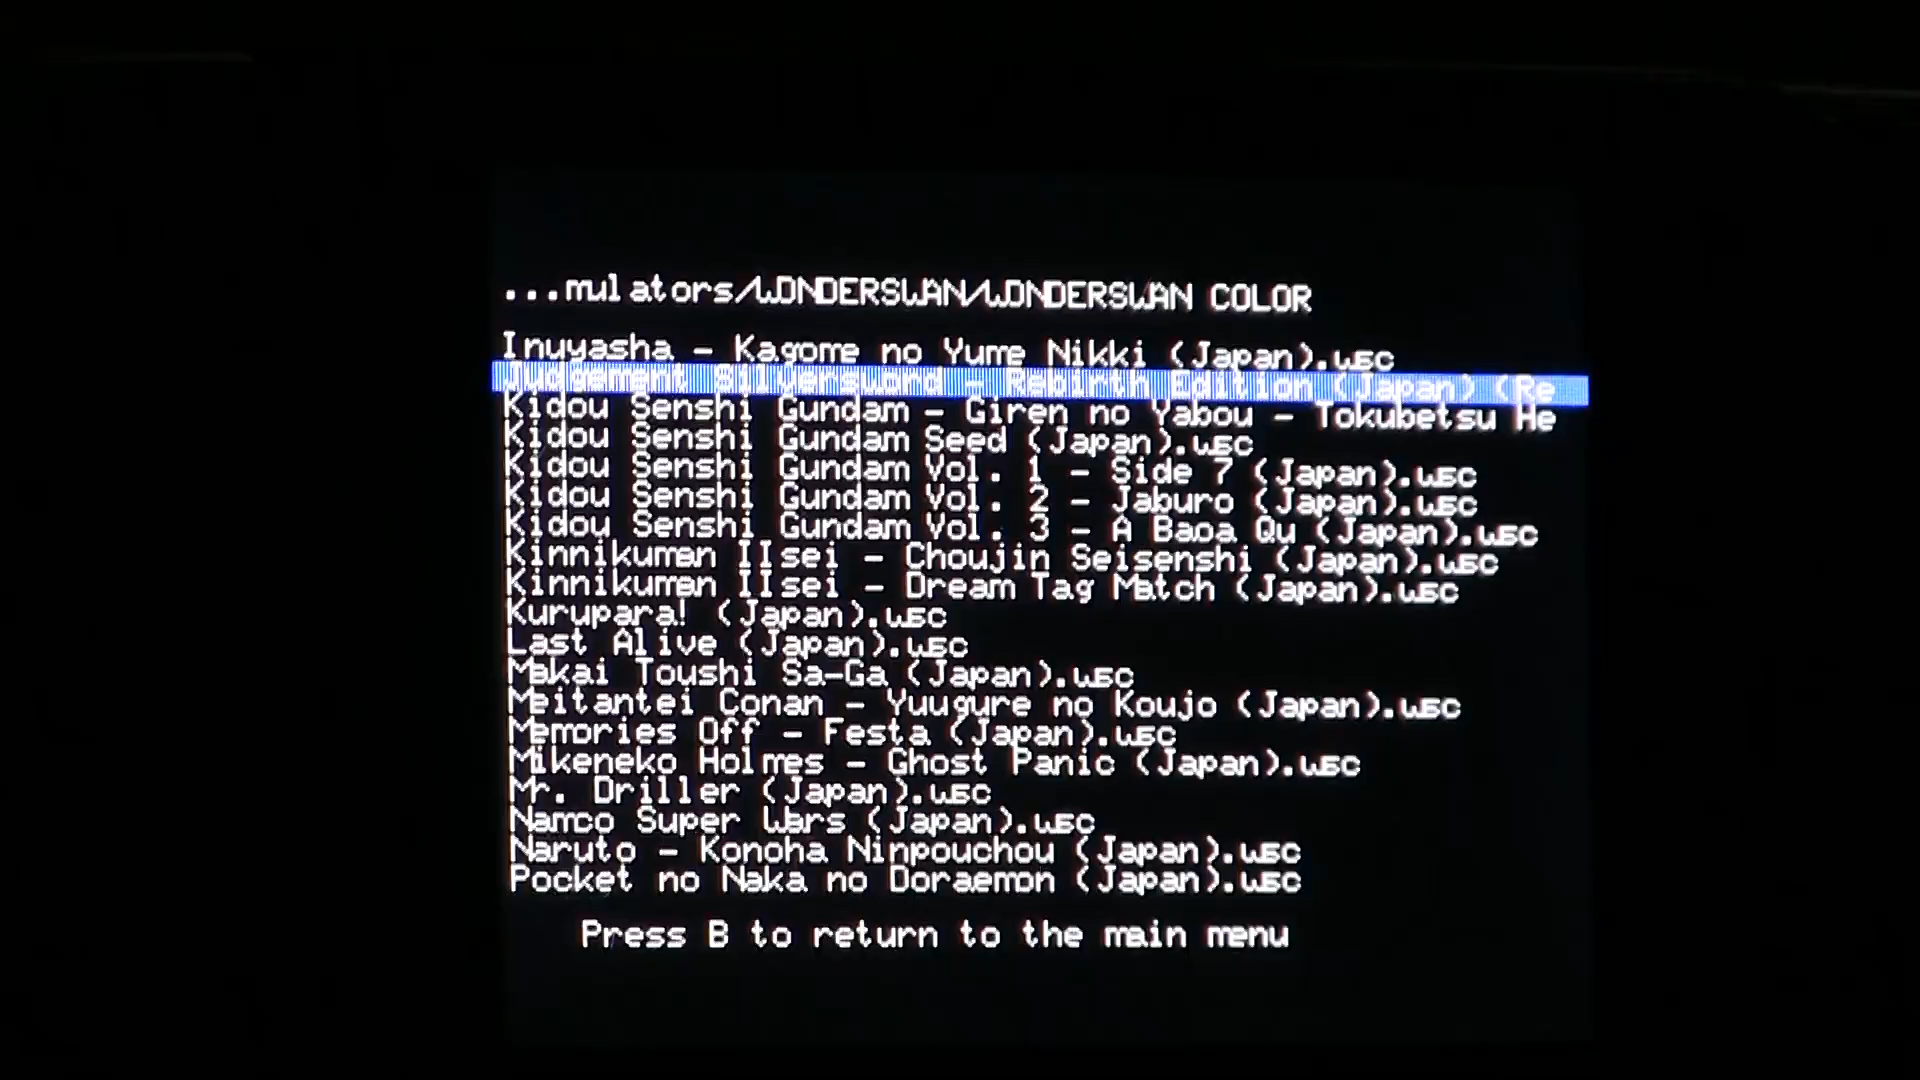 ...mulators/WONDERSWAN/WONDERSWAN COLOR
Inuyasha - Kagome no Yume Nikki (Japan).wsc
Judgement Silversword - Rebirth Edition (Japan) (Re
Kidou Senshi Gundam - Giren no Yabou - Tokubetsu He
Kidou Senshi Gundam Seed (Japan).wsc
Kidou Senshi Gundam Vol. 1 - Side 7 (Japan).wsc
Kidou Senshi Gundam Vol. 2 - Jaburo (Japan).wsc
Kidou Senshi Gundam Vol. 3 - A Baoa Qu (Japan).wsc
Kinnikuman IIsei - Choujin Seisenshi (Japan).wsc
Kinnikuman IIsei - Dream Tag Match (Japan).wsc
Kurupara! (Japan).wsc
Last Alive (Japan).wsc
Makai Toushi Sa-Ga (Japan).wsc
Meitantei Conan - Yuugure no Koujo (Japan).wsc
Memories Off - Festa (Japan).wsc
Mikeneko Holmes - Ghost Panic (Japan).wsc
Mr. Driller (Japan).wsc
Namco Super Wars (Japan).wsc
Naruto - Konoha Ninpouchou (Japan).wsc
Pocket no Naka no Doraemon (Japan).wsc
Press B to return to the main menu